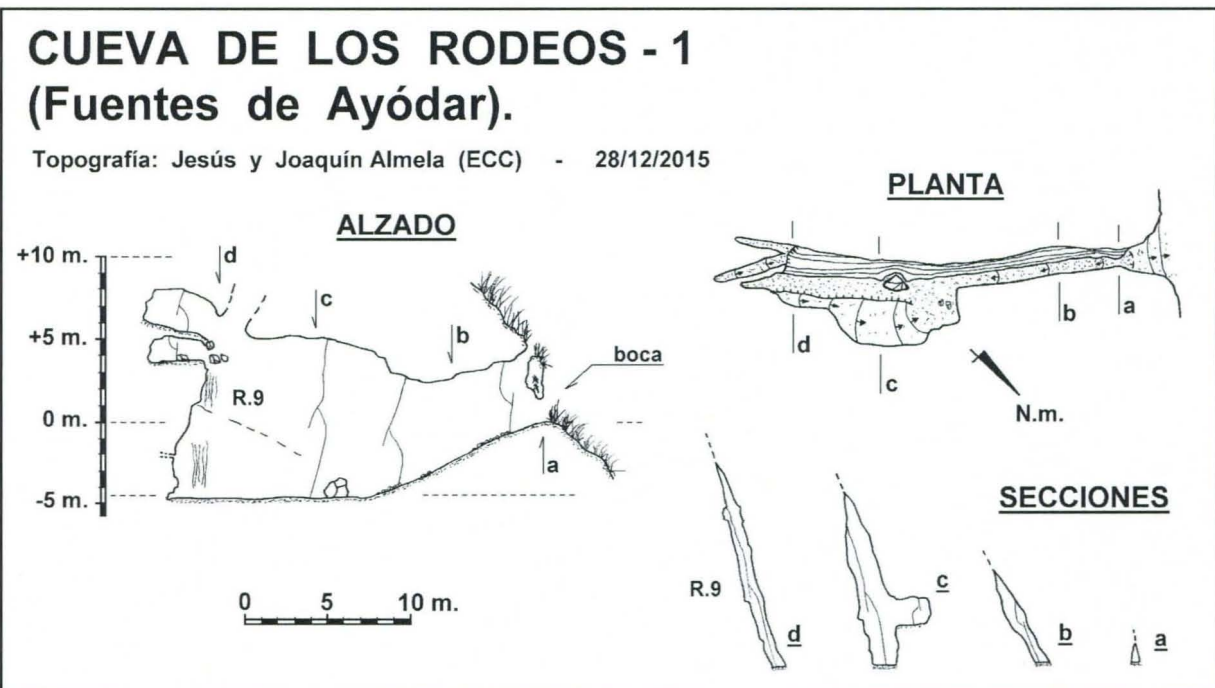 CUEVA DE LOS RODEOS - 1
(Fuentes de Ayódar).
Topografía: Jesús y Joaquín Almela (ECC) - 28/12/2015
ALZADO
+10 m.
+5 m.
0 m.
-5 m.
d
c
b
a
boca
R.9
0 5 10 m.
PLANTA
d
c
b
a
N.m.
SECCIONES
R.9
d
c
b
a